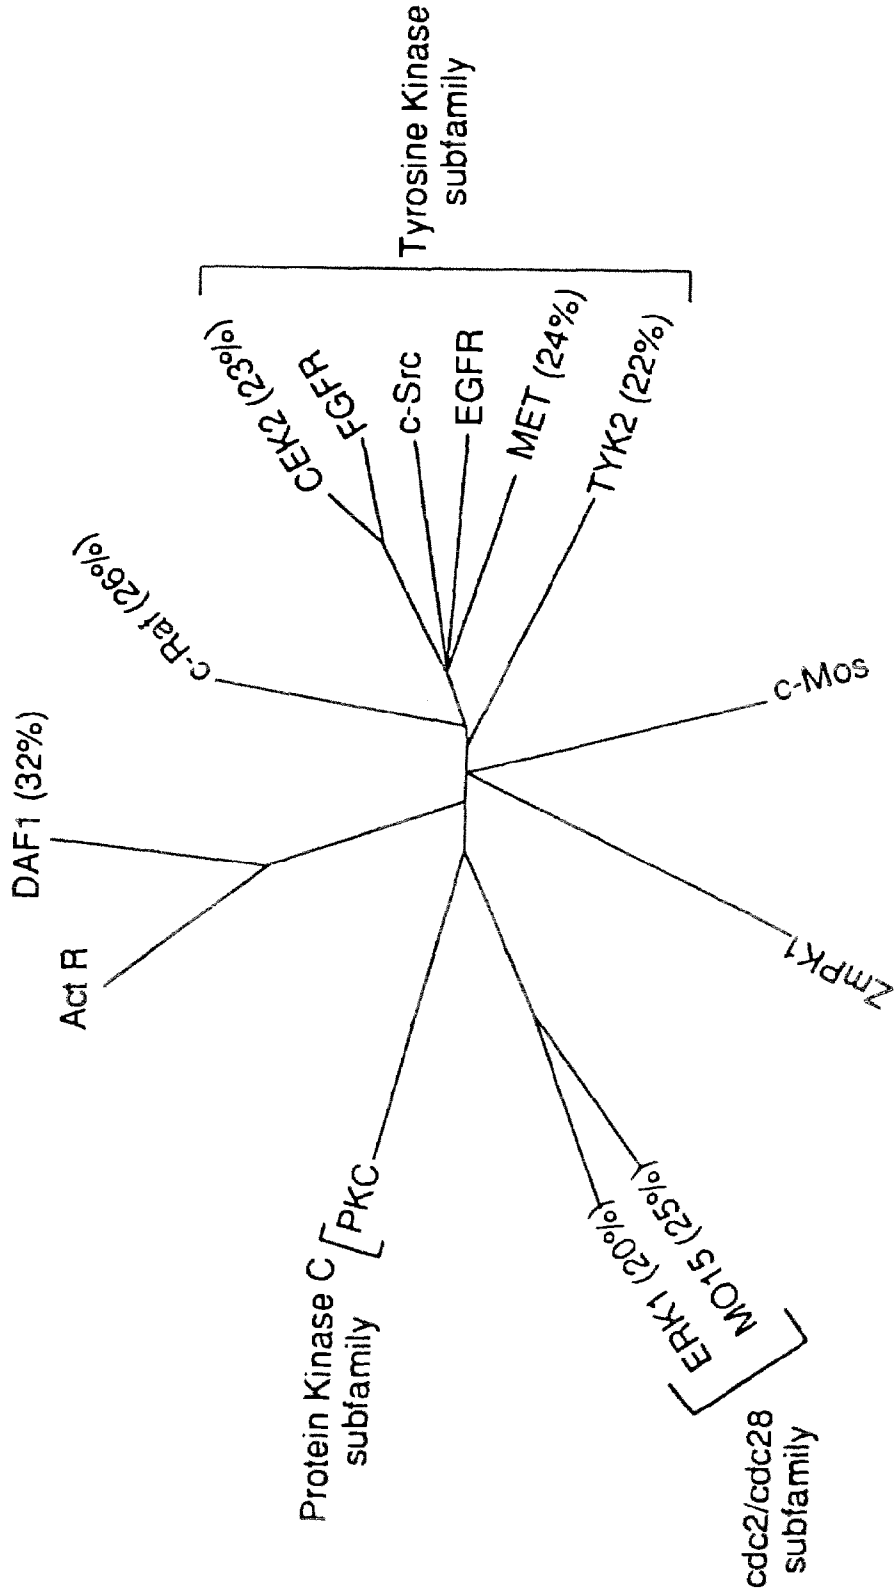 Tyrosine Kinase
subfamily
CEK2 (23%)
FGFR
c-Src
EGFR
MET (24%)
TYK2 (22%)
c-Raf (26%)
DAF1 (32%)
Act R
c-Mos
ZmPK1
Protein Kinase C
subfamily
PKC
ERK1 (20%)
MO15 (25%)
cdc2/cdc28
subfamily